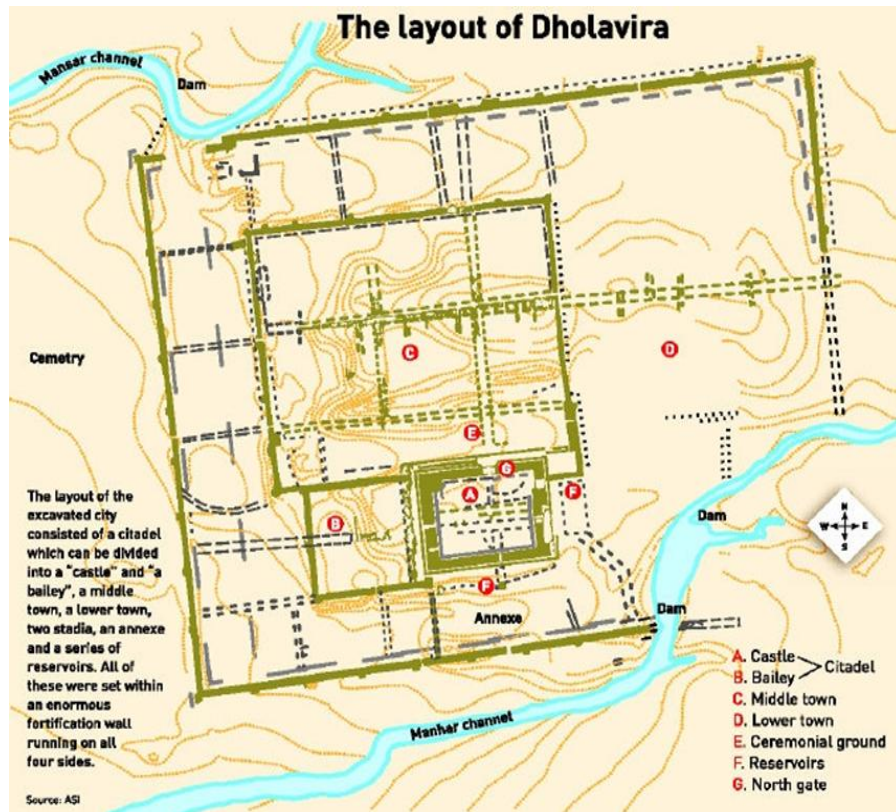 The layout of Dholavira
Mansar channel
Dam
Cemetry
C
D
E
G
A
F
B
F
The layout of the
excavated city
consisted of a citadel
which can be divided
into a "castle" and "a
bailey", a middle
town, a lower town,
two stadia, an annexe
and a series of
reservoirs. All of
these were set within
an enormous
fortification wall
running on all
four sides.
Dam
N
W E
S
Annexe
Dam
Manhar channel
A. Castle
B. Bailey
Citadel
C. Middle town
D. Lower town
E. Ceremonial ground
F. Reservoirs
G. North gate
Source: ASI